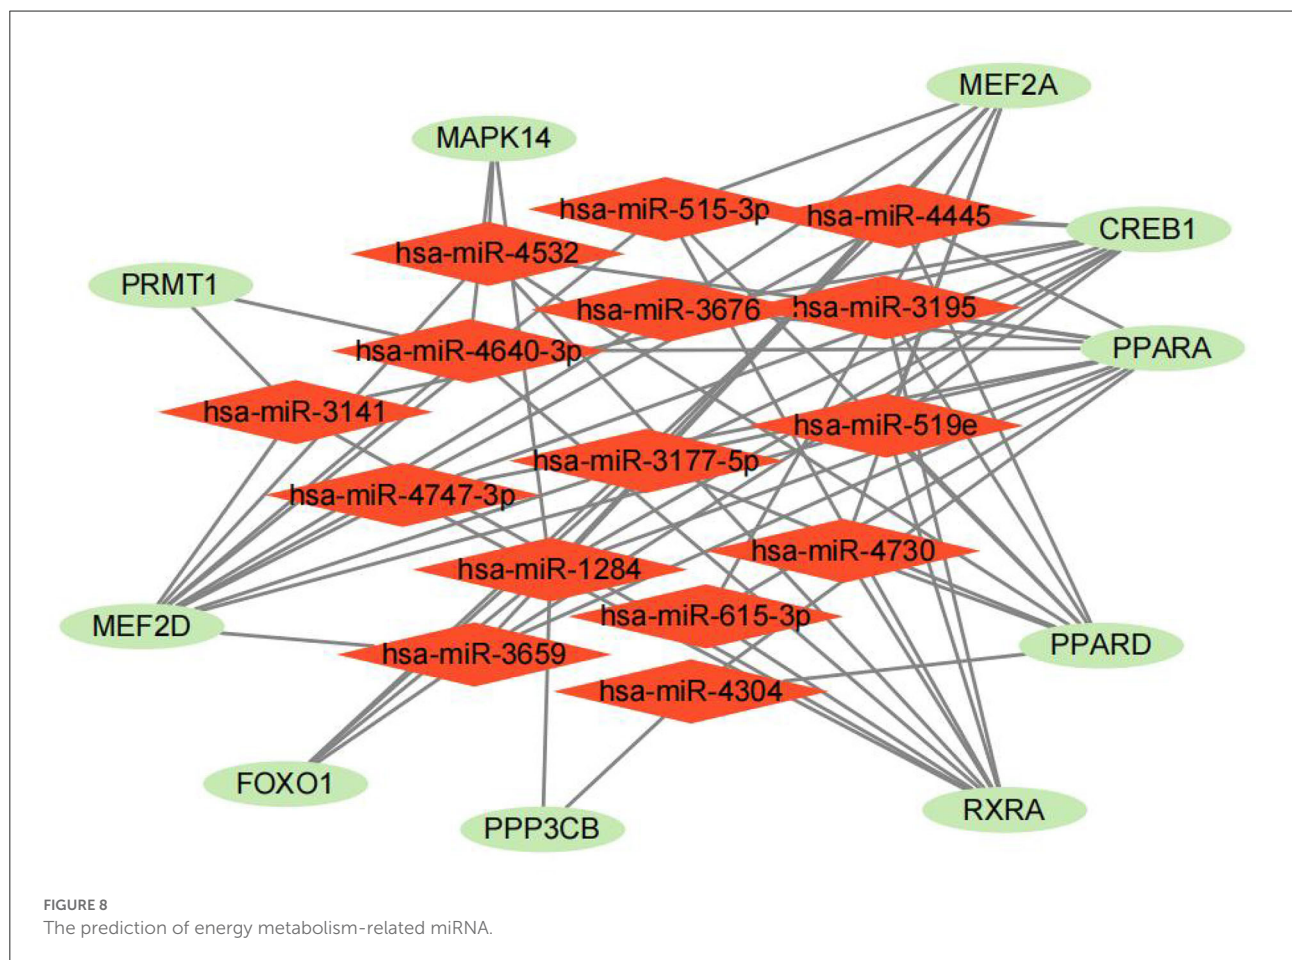 MEF2A
MAPK14
hsa-miR-515-3p
hsa-miR-4445
CREB1
hsa-miR-4532
PRMT1
hsa-miR-3676
hsa-miR-3195
hsa-miR-4640-3p
PPARA
hsa-miR-3141
hsa-miR-519e
hsa-miR-3177-5p
hsa-miR-4747-3p
hsa-miR-4730
hsa-miR-1284
hsa-miR-615-3p
MEF2D
PPARD
hsa-miR-3659
hsa-miR-4304
FOXO1
RXRA
PPP3CB
FIGURE 8
The prediction of energy metabolism-related miRNA.